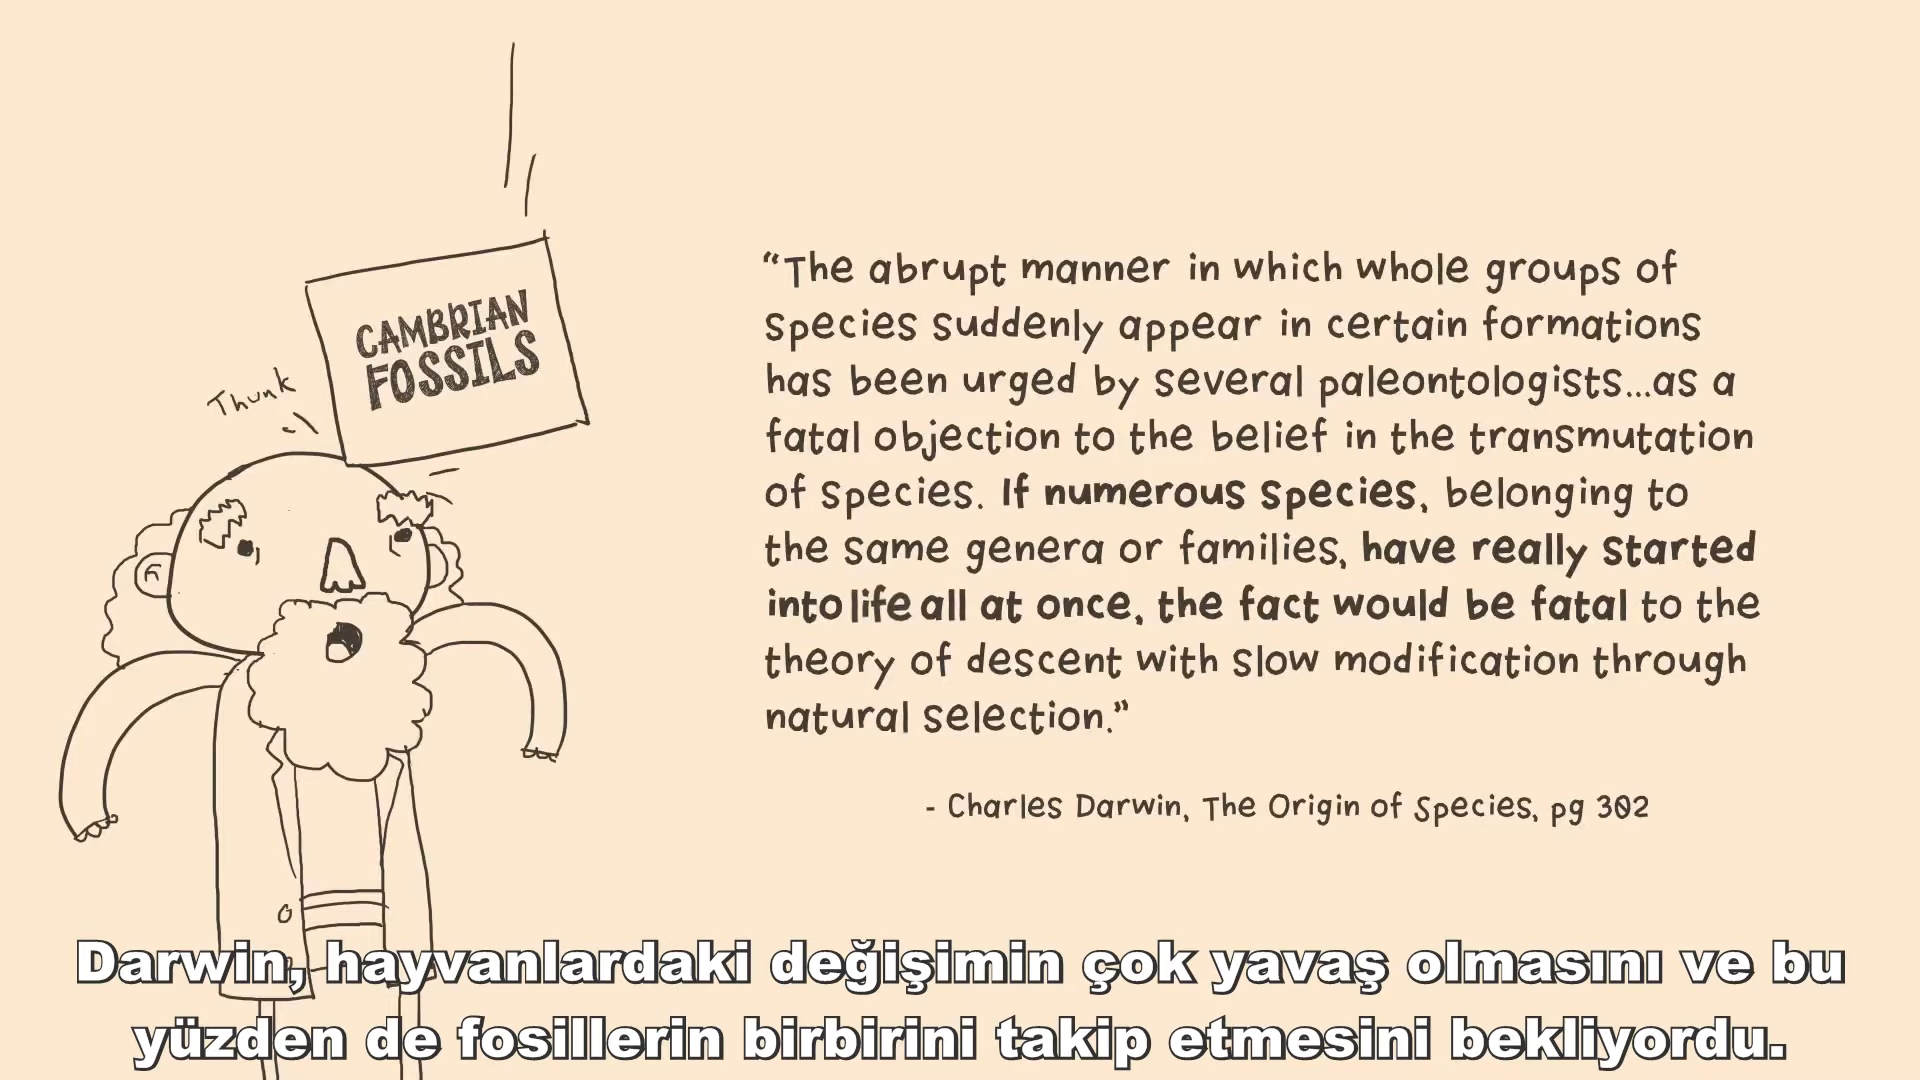 CAMBRIAN
FOSSILS
Thunk
“The abrupt manner in which whole groups of
species suddenly appear in certain formations
has been urged by several paleontologists...as a
fatal objection to the belief in the transmutation
of species. If numerous species, belonging to
the same genera or families, have really started
into life all at once, the fact would be fatal to the
theory of descent with slow modification through
natural selection.”
- Charles Darwin, The Origin of Species, pg 302
Darwin, hayvanlardaki değişimin çok yavaş olmasını ve bu
yüzden de fosillerin birbirini takip etmesini bekliyordu.